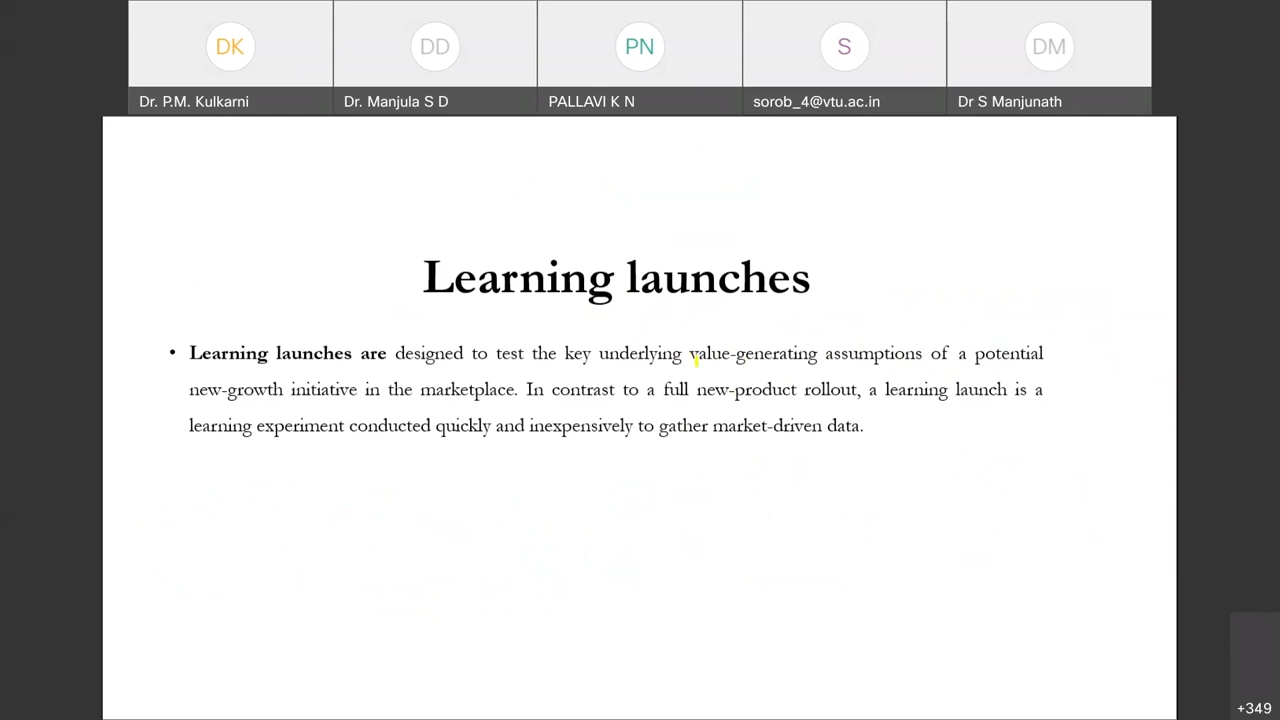 DK DD PN S DM
Dr. P.M. Kulkarni Dr. Manjula S D PALLAVI K N sorob_4@vtu.ac.in Dr S Manjunath
Learning launches
• Learning launches are designed to test the key underlying value-generating assumptions of a potential
new-growth initiative in the marketplace. In contrast to a full new-product rollout, a learning launch is a
learning experiment conducted quickly and inexpensively to gather market-driven data.
+349